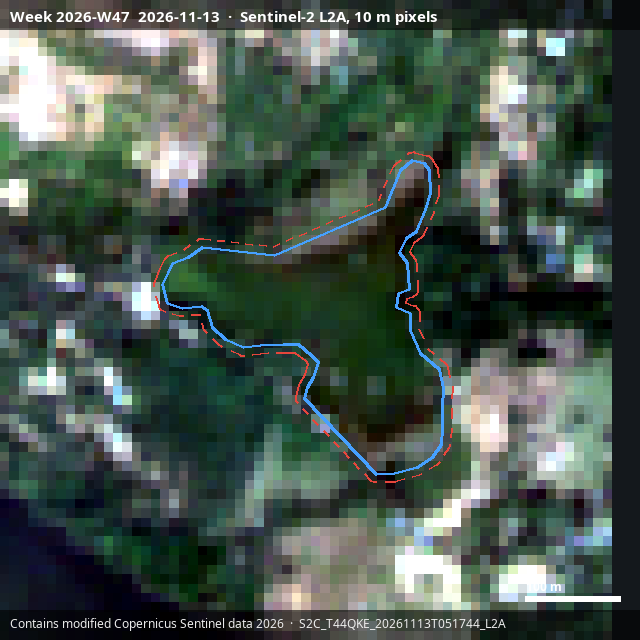 Week 2026-W47 2026-11-13 · Sentinel-2 L2A, 10 m pixels
Contains modified Copernicus Sentinel data 2026 · S2C_T44QKE_20261113T051744_L2A